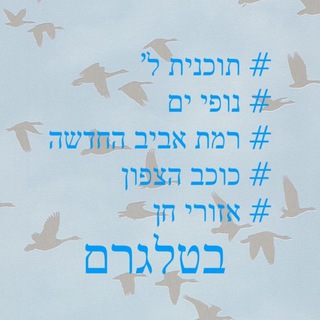 # תוכנית ל'
# נופי ים
# רמת אביב החדשה
# כוכב הצפון
# אזורי חן
בטלגרם